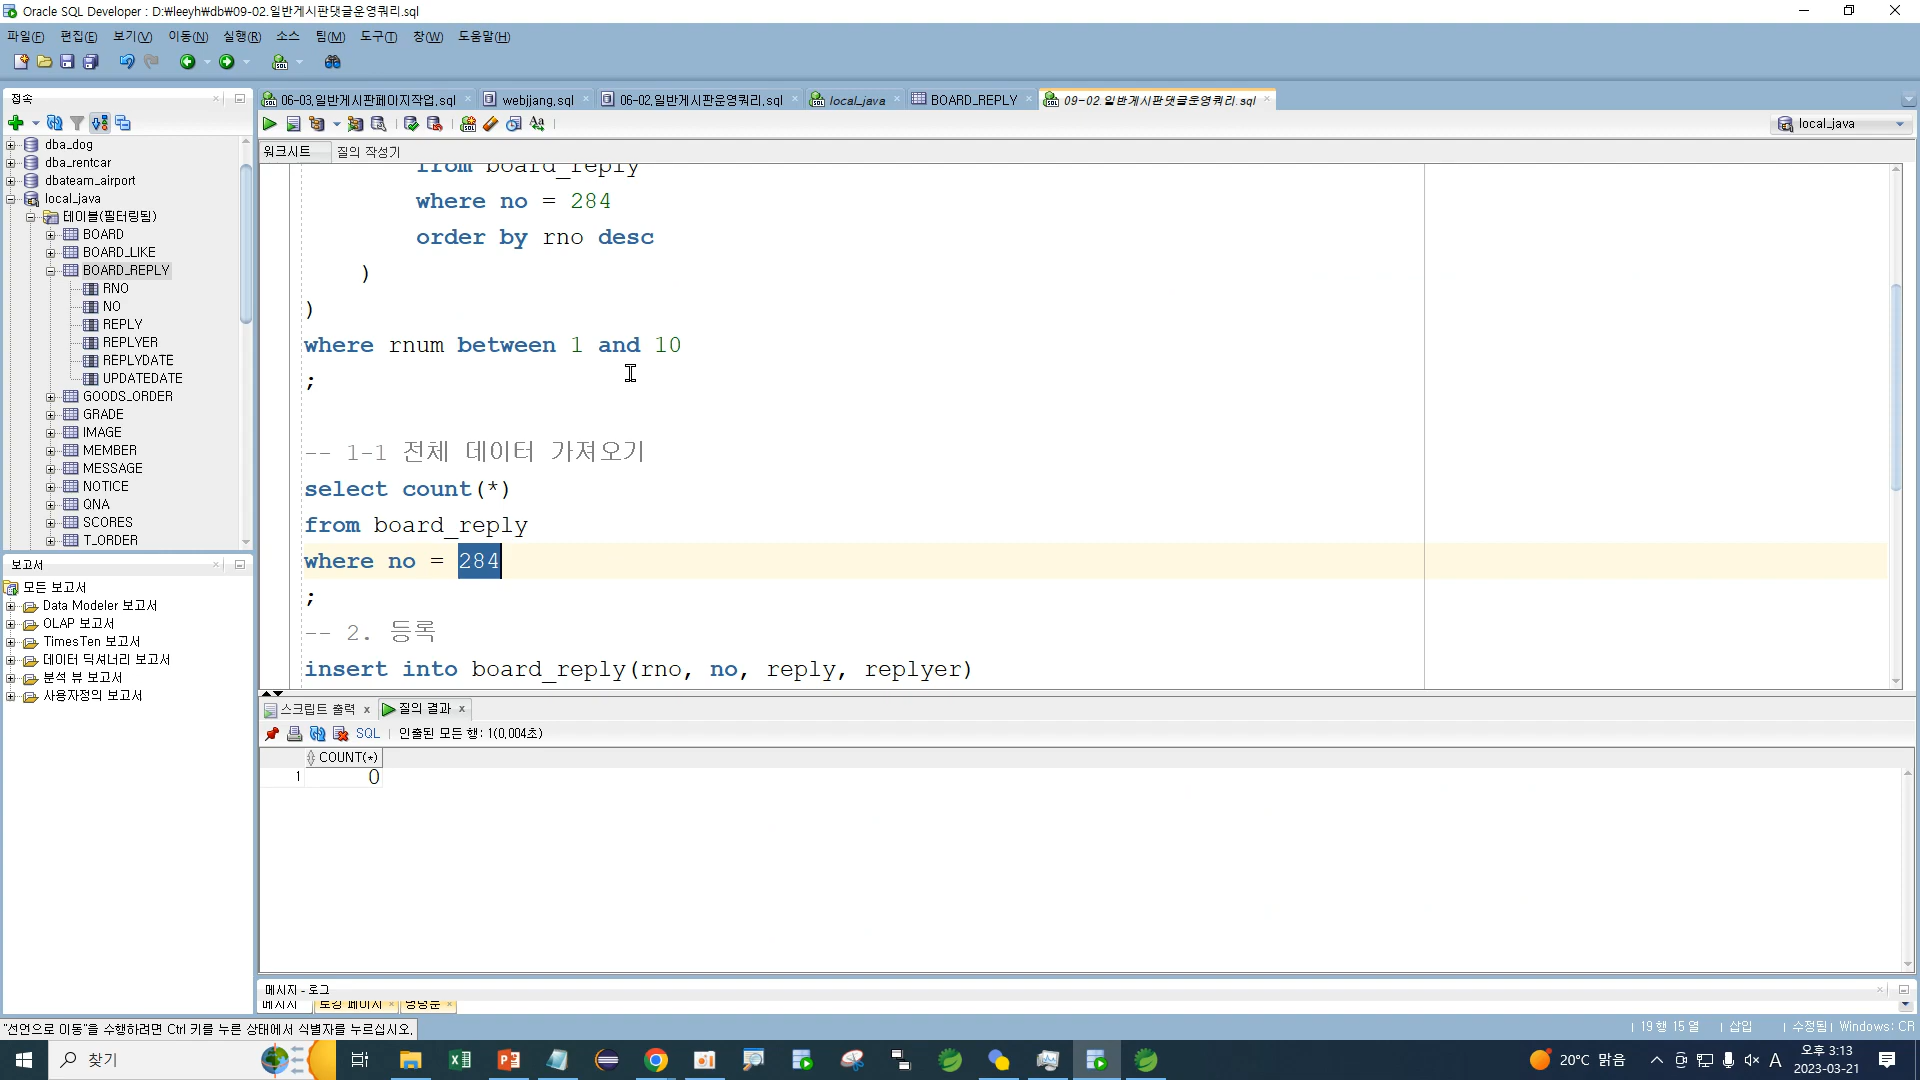 Oracle SQL Developer : D:₩leeyh₩db₩09-02.일반게시판댓글운영쿼리.sql
파일(F) 편집(E) 보기(V) 이동(N) 실행(R) 소스 팀(M) 도구(T) 창(W) 도움말(H)
접속
06-03.일반게시판페이지작업.sql webjjang.sql 06-02.일반게시판운영쿼리.sql local_java BOARD_REPLY 09-02.일반게시판댓글운영쿼리.sql
local_java
워크시트 질의 작성기
dba_dog
dba_rentcar
dbateam_airport
local_java
테이블(필터링됨)
BOARD
BOARD_LIKE
BOARD_REPLY
RNO
NO
REPLY
REPLYER
REPLYDATE
UPDATEDATE
GOODS_ORDER
GRADE
IMAGE
MEMBER
MESSAGE
NOTICE
QNA
SCORES
T_ORDER
from board_reply
where no = 284
order by rno desc
)
)
where rnum between 1 and 10
;
-- 1-1 전체 데이터 가져오기
select count(*)
from board_reply
where no = 284
;
-- 2. 등록
insert into board_reply(rno, no, reply, replyer)
보고서
모든 보고서
Data Modeler 보고서
OLAP 보고서
TimesTen 보고서
데이터 딕셔너리 보고서
분석 뷰 보고서
사용자정의 보고서
스크립트 출력 질의 결과
SQL 인출된 모든 행: 1(0,004초)
COUNT(*)
1 0
메시지 - 로그
메시지 로깅 페이지 명령문
"선언으로 이동"을 수행하려면 Ctrl 키를 누른 상태에서 식별자를 누르십시오.
19 행 15 열 삽입 수정됨 Windows: CR
찾기
20°C 맑음
A
오후 3:13
2023-03-21